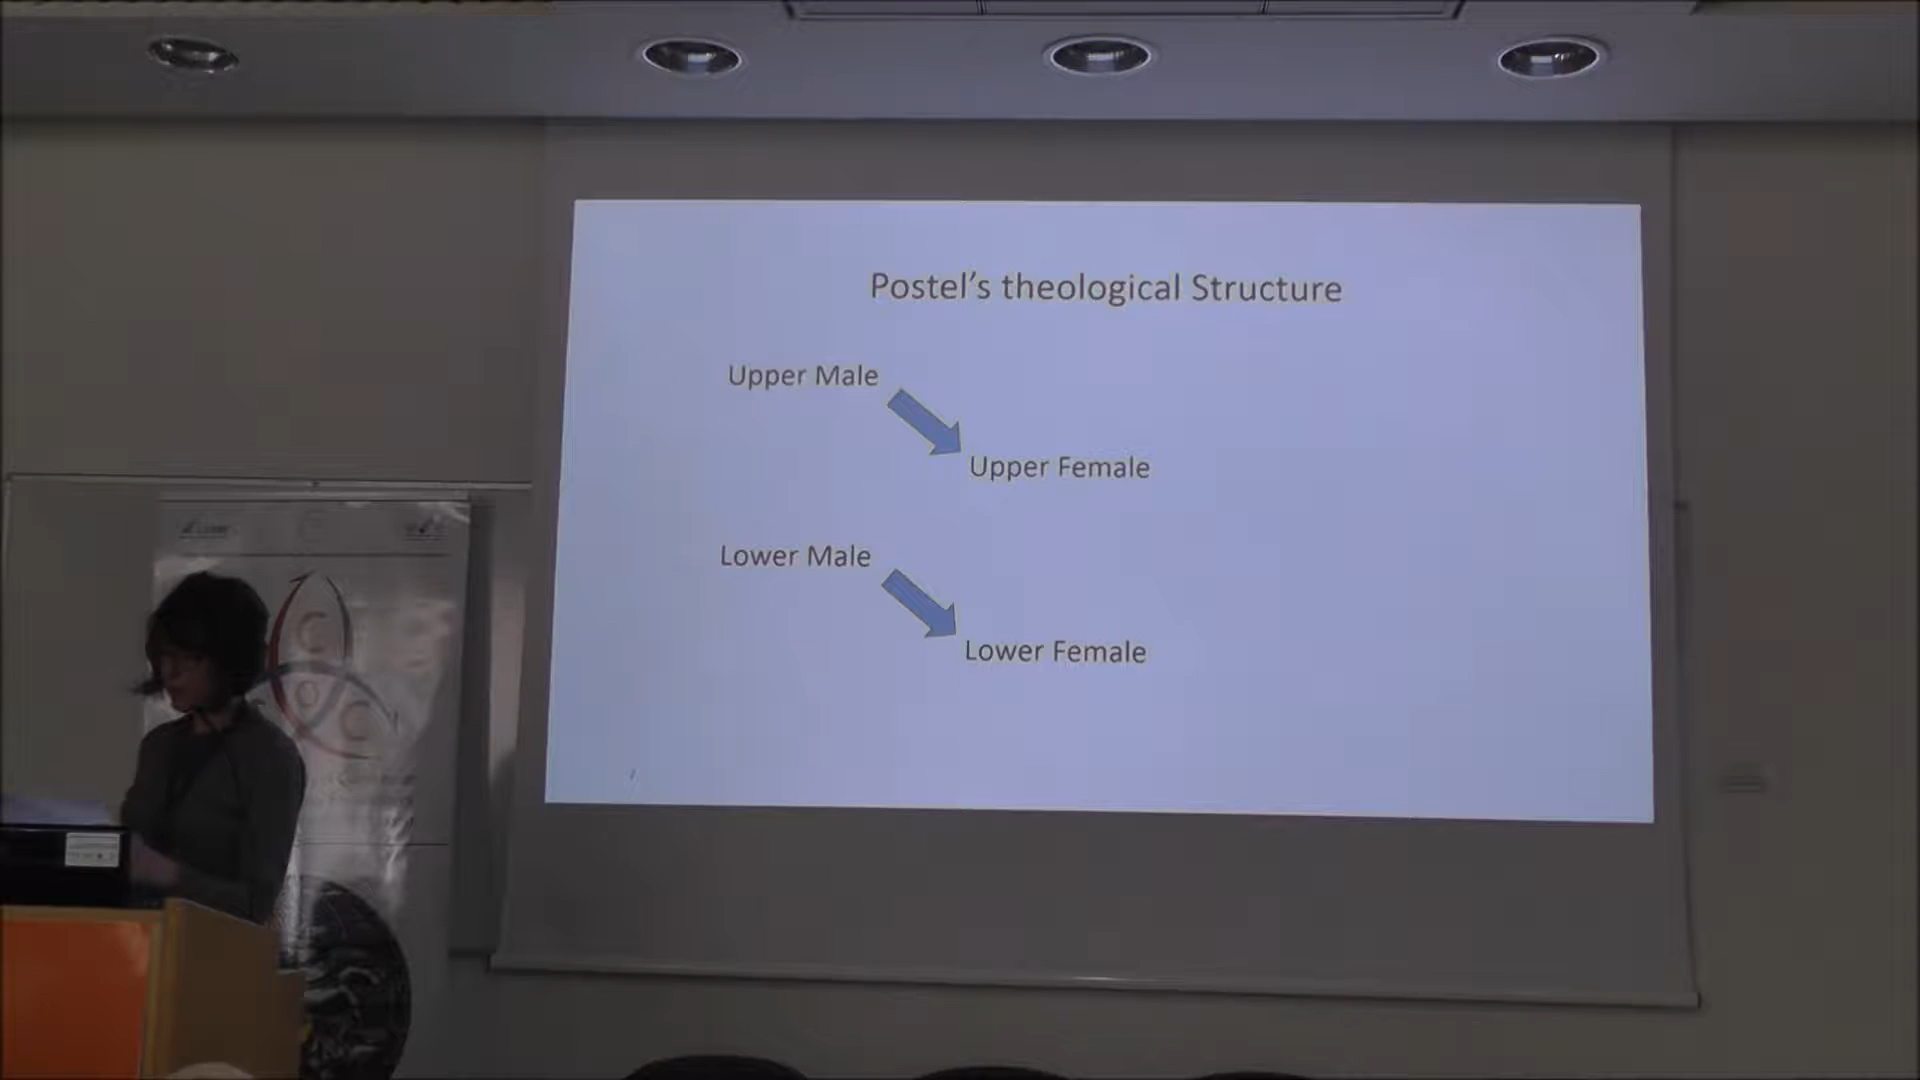 Postel's theological Structure
Upper Male
Upper Female
Lower Male
Lower Female
C
O
C